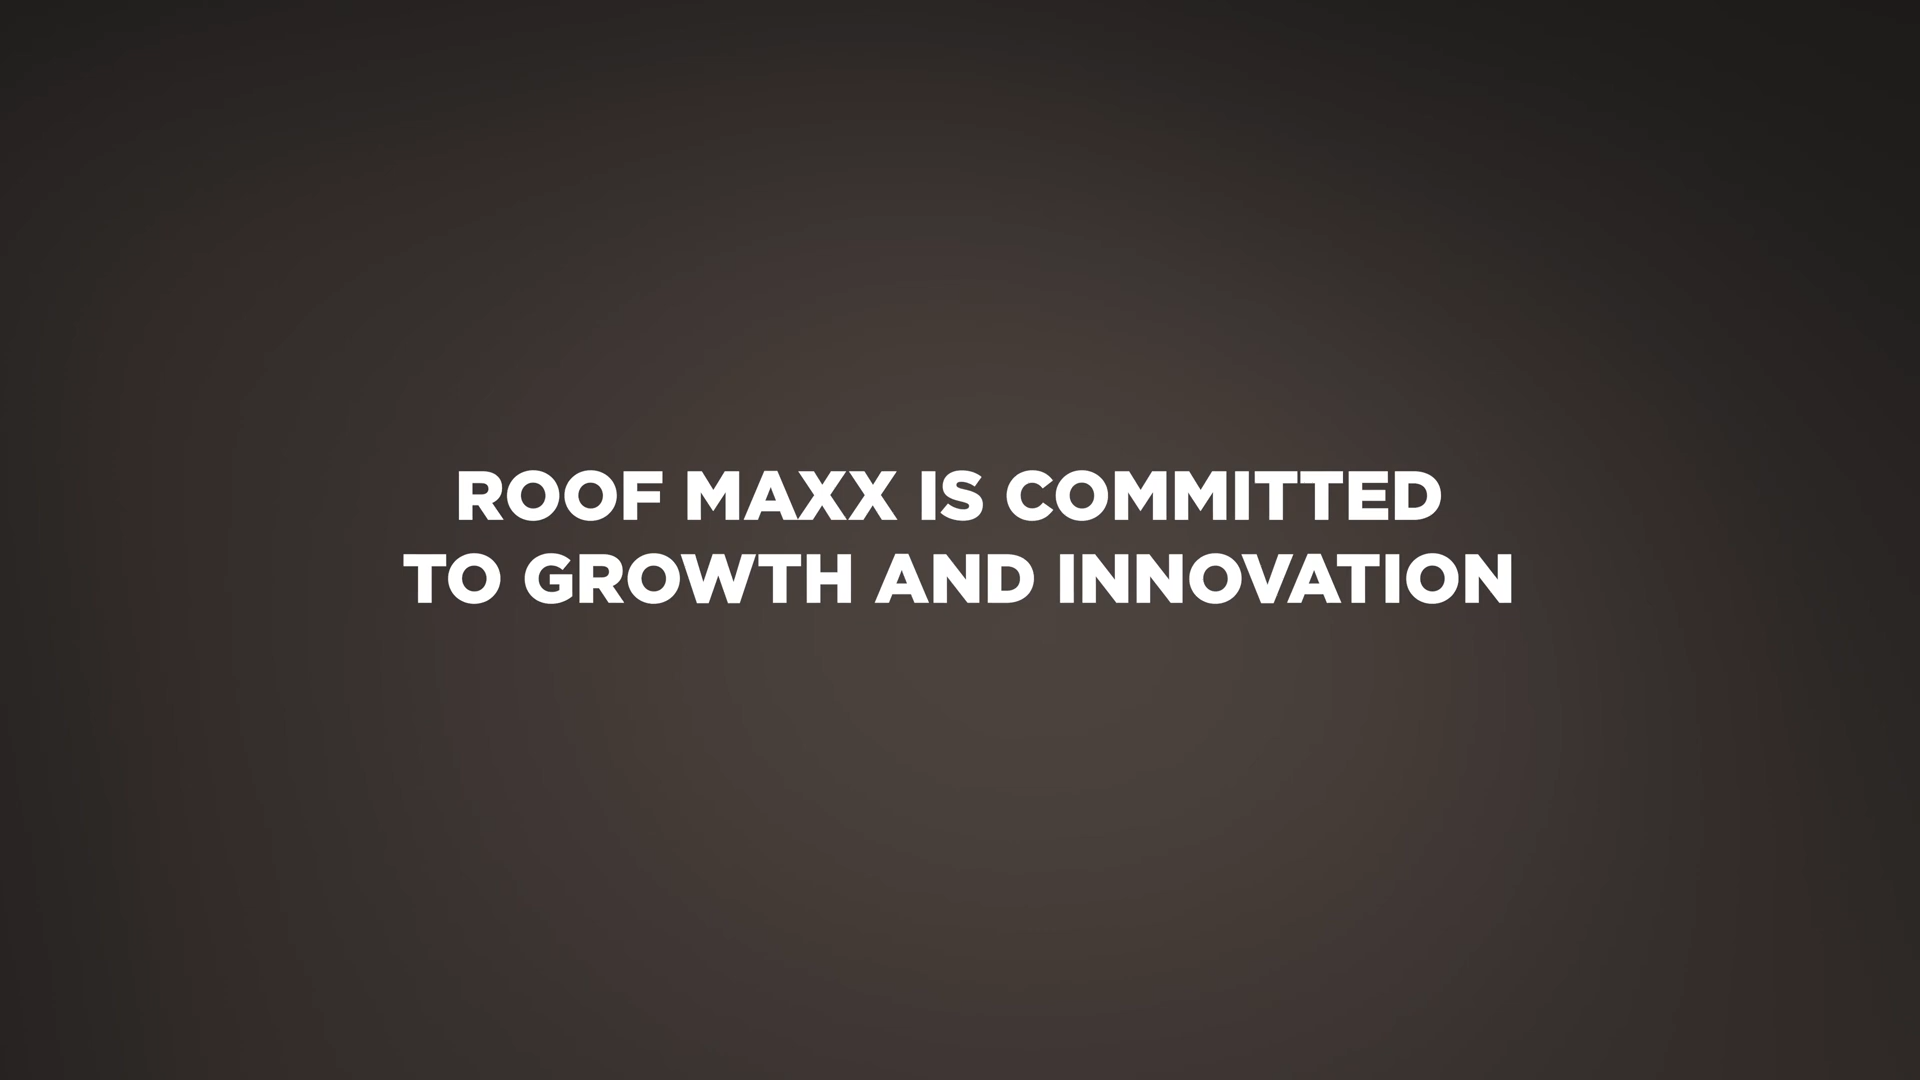 ROOF MAXX IS COMMITTED
TO GROWTH AND INNOVATION